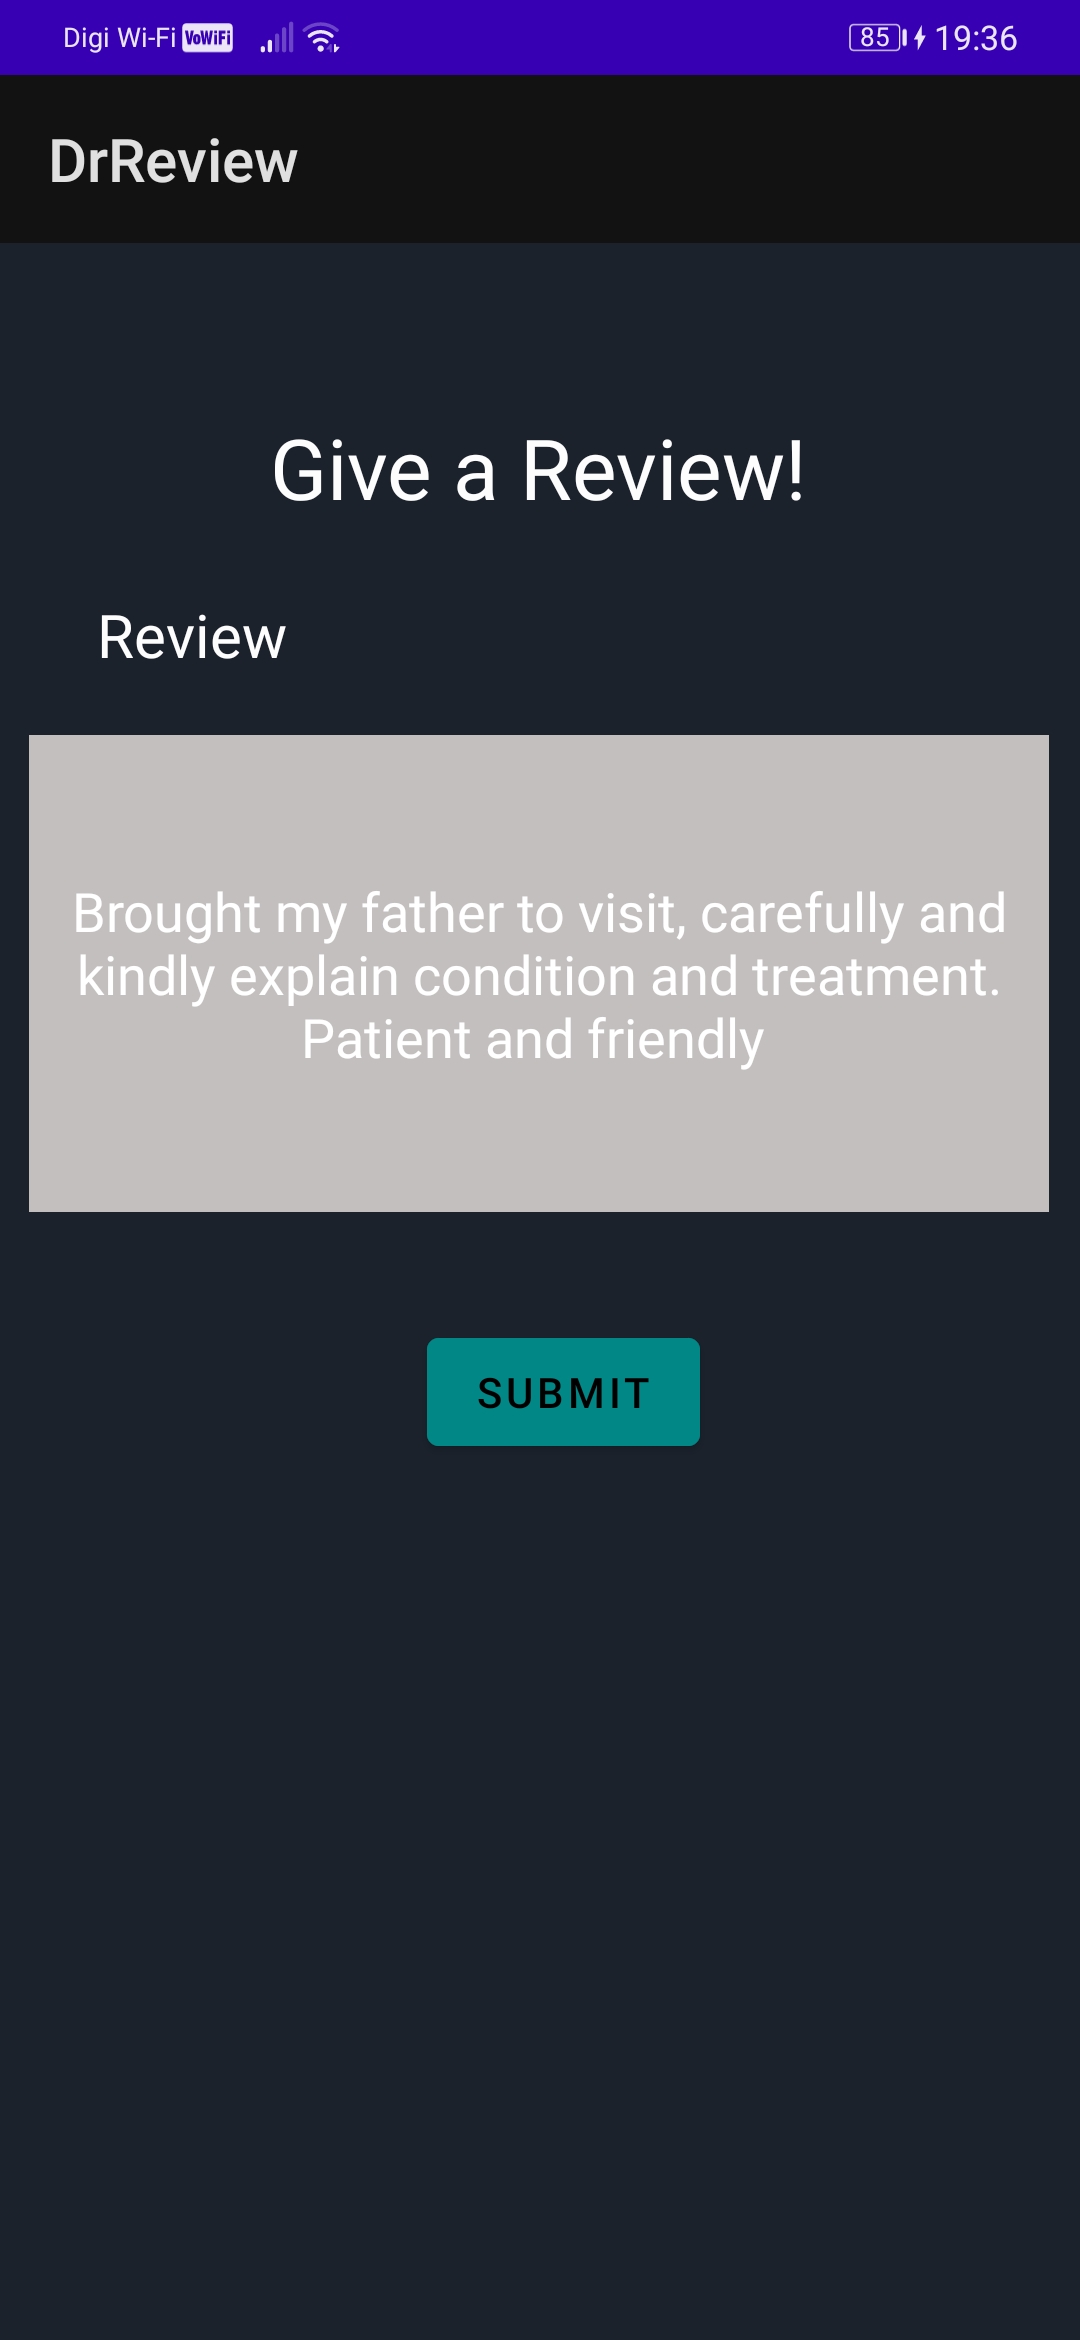 Digi Wi-Fi VoWiFi 85 19:36
DrReview
Give a Review!
Review
Brought my father to visit, carefully and
kindly explain condition and treatment.
Patient and friendly
SUBMIT